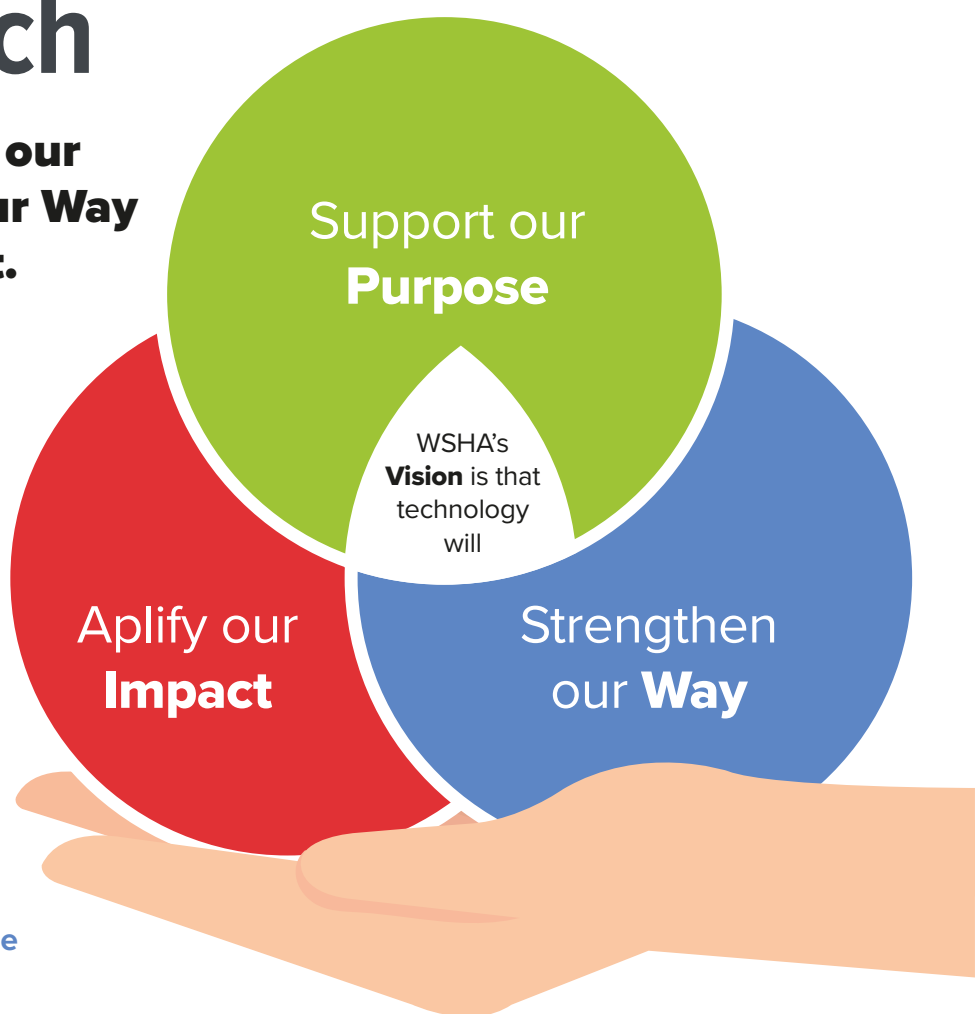 ch
our
ur Way
t.
Support our
Purpose
WSHA's
Vision is that
technology
will
Aplify our
Impact
Strengthen
our Way
e